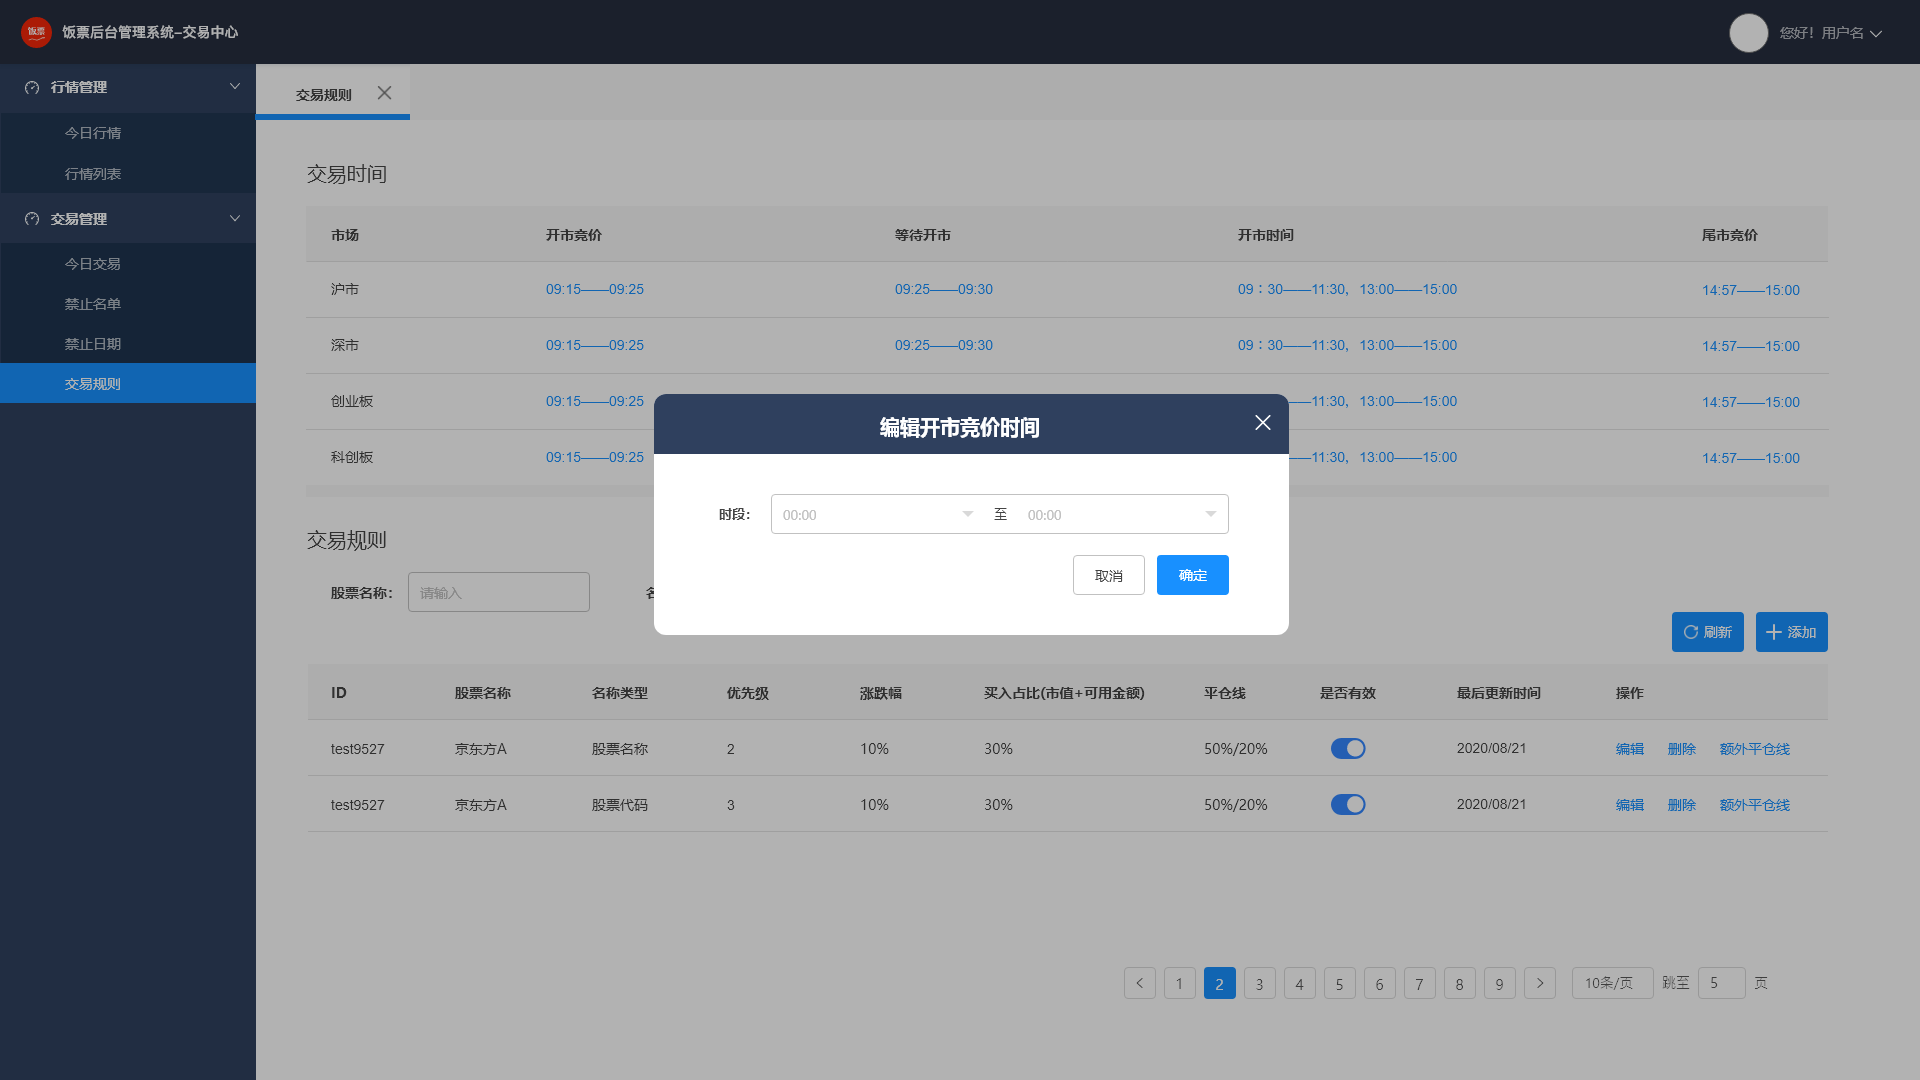 饭票
饭票后台管理系统–交易中心
您好！用户名
行情管理
今日行情
行情列表
交易管理
今日交易
禁止名单
禁止日期
交易规则
交易规则
交易时间
市场 开市竞价 等待开市 开市时间 尾市竞价
沪市 09:15——09:25 09:25——09:30 09：30——11:30, 13:00——15:00 14:57——15:00
深市 09:15——09:25 09:25——09:30 09：30——11:30, 13:00——15:00 14:57——15:00
创业板 09:15——09:25 ——11:30, 13:00——15:00 14:57——15:00
科创板 09:15——09:25 ——11:30, 13:00——15:00 14:57——15:00
编辑开市竞价时间
时段： 00:00 至 00:00
取消 确定
交易规则
股票名称： 请输入
刷新 添加
ID 股票名称 名称类型 优先级 涨跌幅 买入占比(市值+可用金额) 平仓线 是否有效 最后更新时间 操作
test9527 京东方A 股票名称 2 10% 30% 50%/20% 2020/08/21 编辑 删除 额外平仓线
test9527 京东方A 股票代码 3 10% 30% 50%/20% 2020/08/21 编辑 删除 额外平仓线
1 2 3 4 5 6 7 8 9 10条/页 跳至 5 页